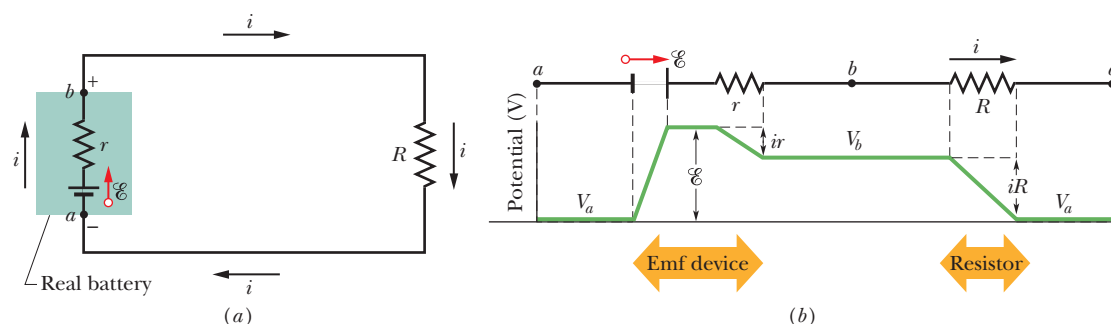 i
b
+
r
i
ℰ
R
i
a
−
Real battery
i
(a)
Potential (V)
a
ℰ
r
b
i
R
a
ir
V_b
ℰ
iR
V_a
V_a
Emf device
Resistor
(b)